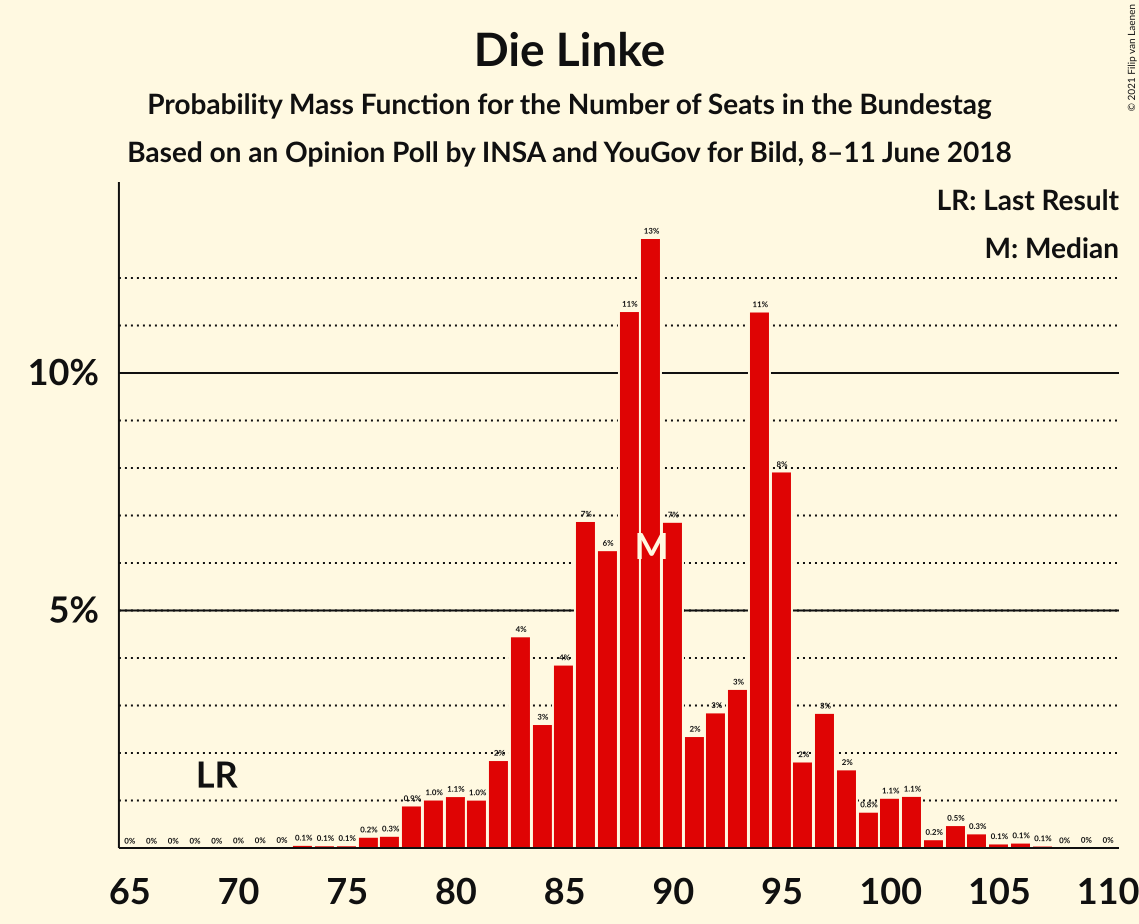 © 2021 Filip van Laenen
Die Linke
Probability Mass Function for the Number of Seats in the Bundestag
Based on an Opinion Poll by INSA and YouGov for Bild, 8–11 June 2018
LR: Last Result
M: Median
13%
11% 11%
10%
8%
7% 7%
6%
M
5%
4%
4%
3%
3%
3% 3%
2%
2% 2%
2%
LR
0.9% 1.0% 1.1% 1.0% 0.8% 1.1% 1.1%
0.2% 0.3% 0.2% 0.5% 0.3%
0% 0% 0% 0% 0% 0% 0% 0% 0.1% 0.1% 0.1% 0.1% 0.1% 0.1% 0% 0% 0%
65 70 75 80 85 90 95 100 105 110